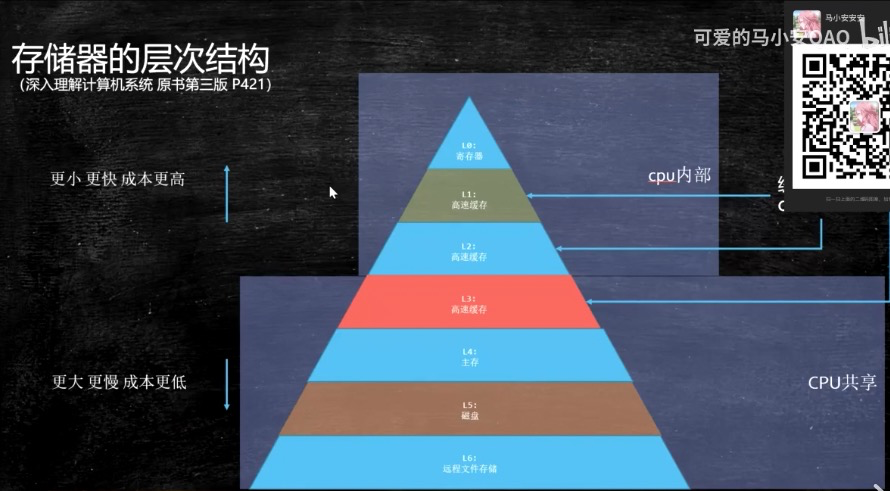 可爱的马小安QAQ
马小安安安
存储器的层次结构
(深入理解计算机系统 原书第三版 P421)
L0:
寄存器
更小 更快 成本更高
cpu内部
L1:
高速缓存
L2:
高速缓存
L3:
高速缓存
L4:
主存
更大 更慢 成本更低
CPU共享
L5:
磁盘
L6:
远程文件存储